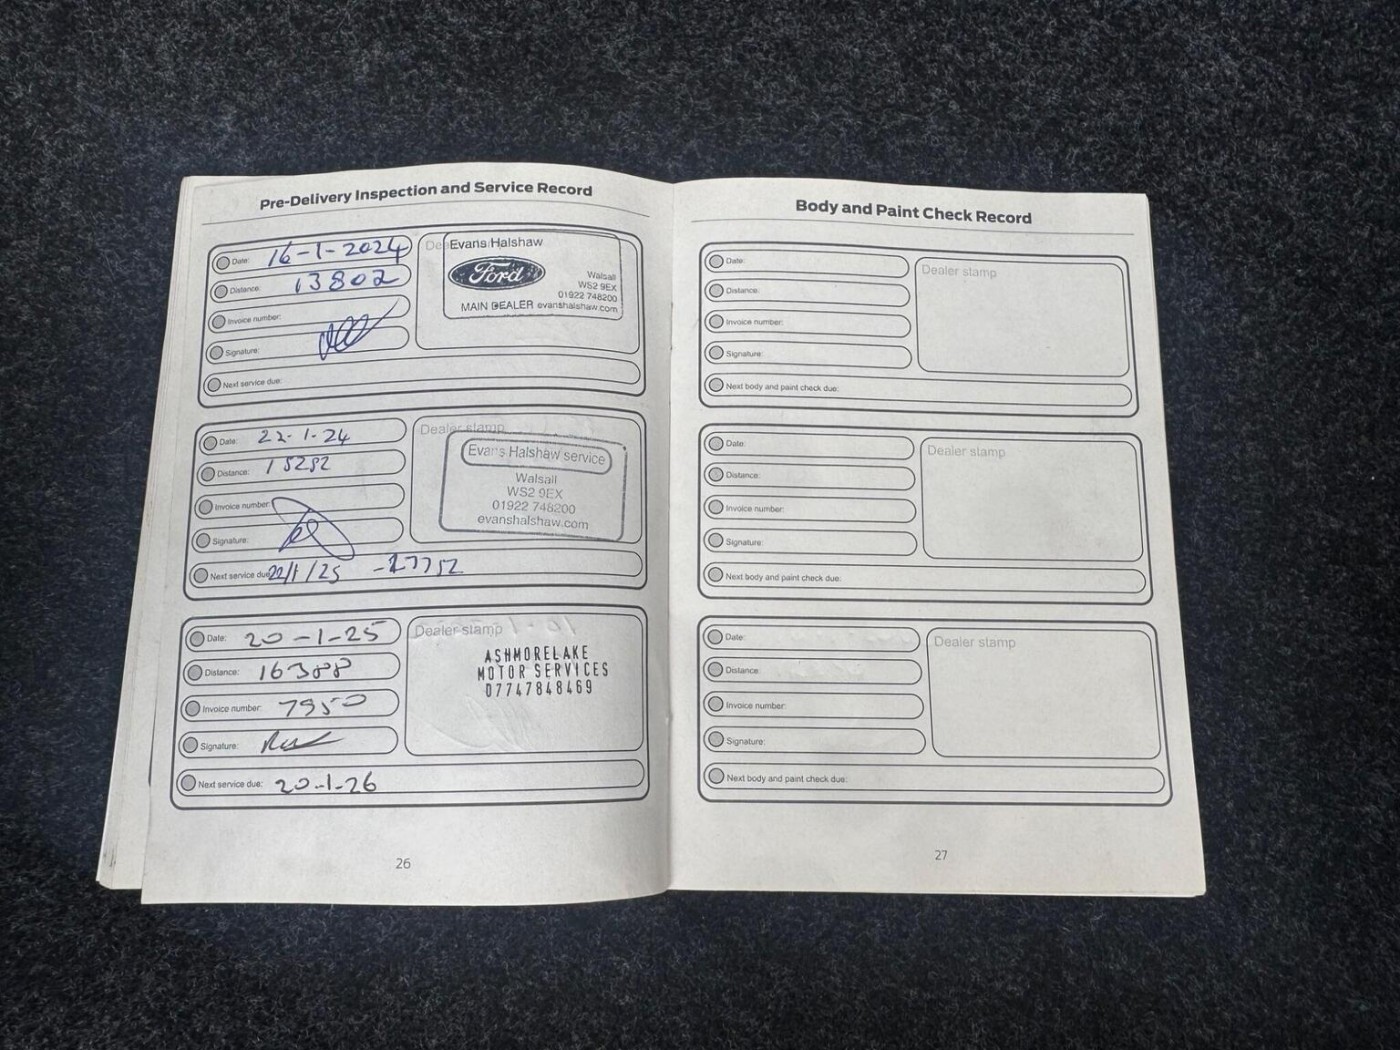 Pre-Delivery Inspection and Service Record
Date: 16-1-2024
Distance: 13802
Invoice number:
Signature:
Next service due:
Evans Halshaw
Ford
Walsall
WS2 9EX
01922 748200
MAIN DEALER evanshalshaw.com
Date: 22-1-24
Distance: 15252
Invoice number:
Signature:
Next service due: 22/1/25 - 27752
Dealer stamp
Evans Halshaw service
Walsall
WS2 9EX
01922 748200
evanshalshaw.com
Date: 20-1-25
Distance: 16388
Invoice number: 7950
Signature:
Next service due: 20-1-26
Dealer stamp
ASHMORELAKE
MOTOR SERVICES
07747848469
26
Body and Paint Check Record
Date:
Distance:
Invoice number:
Signature:
Next body and paint check due:
Dealer stamp
Date:
Distance:
Invoice number:
Signature:
Next body and paint check due:
Dealer stamp
Date:
Distance:
Invoice number:
Signature:
Next body and paint check due:
Dealer stamp
27